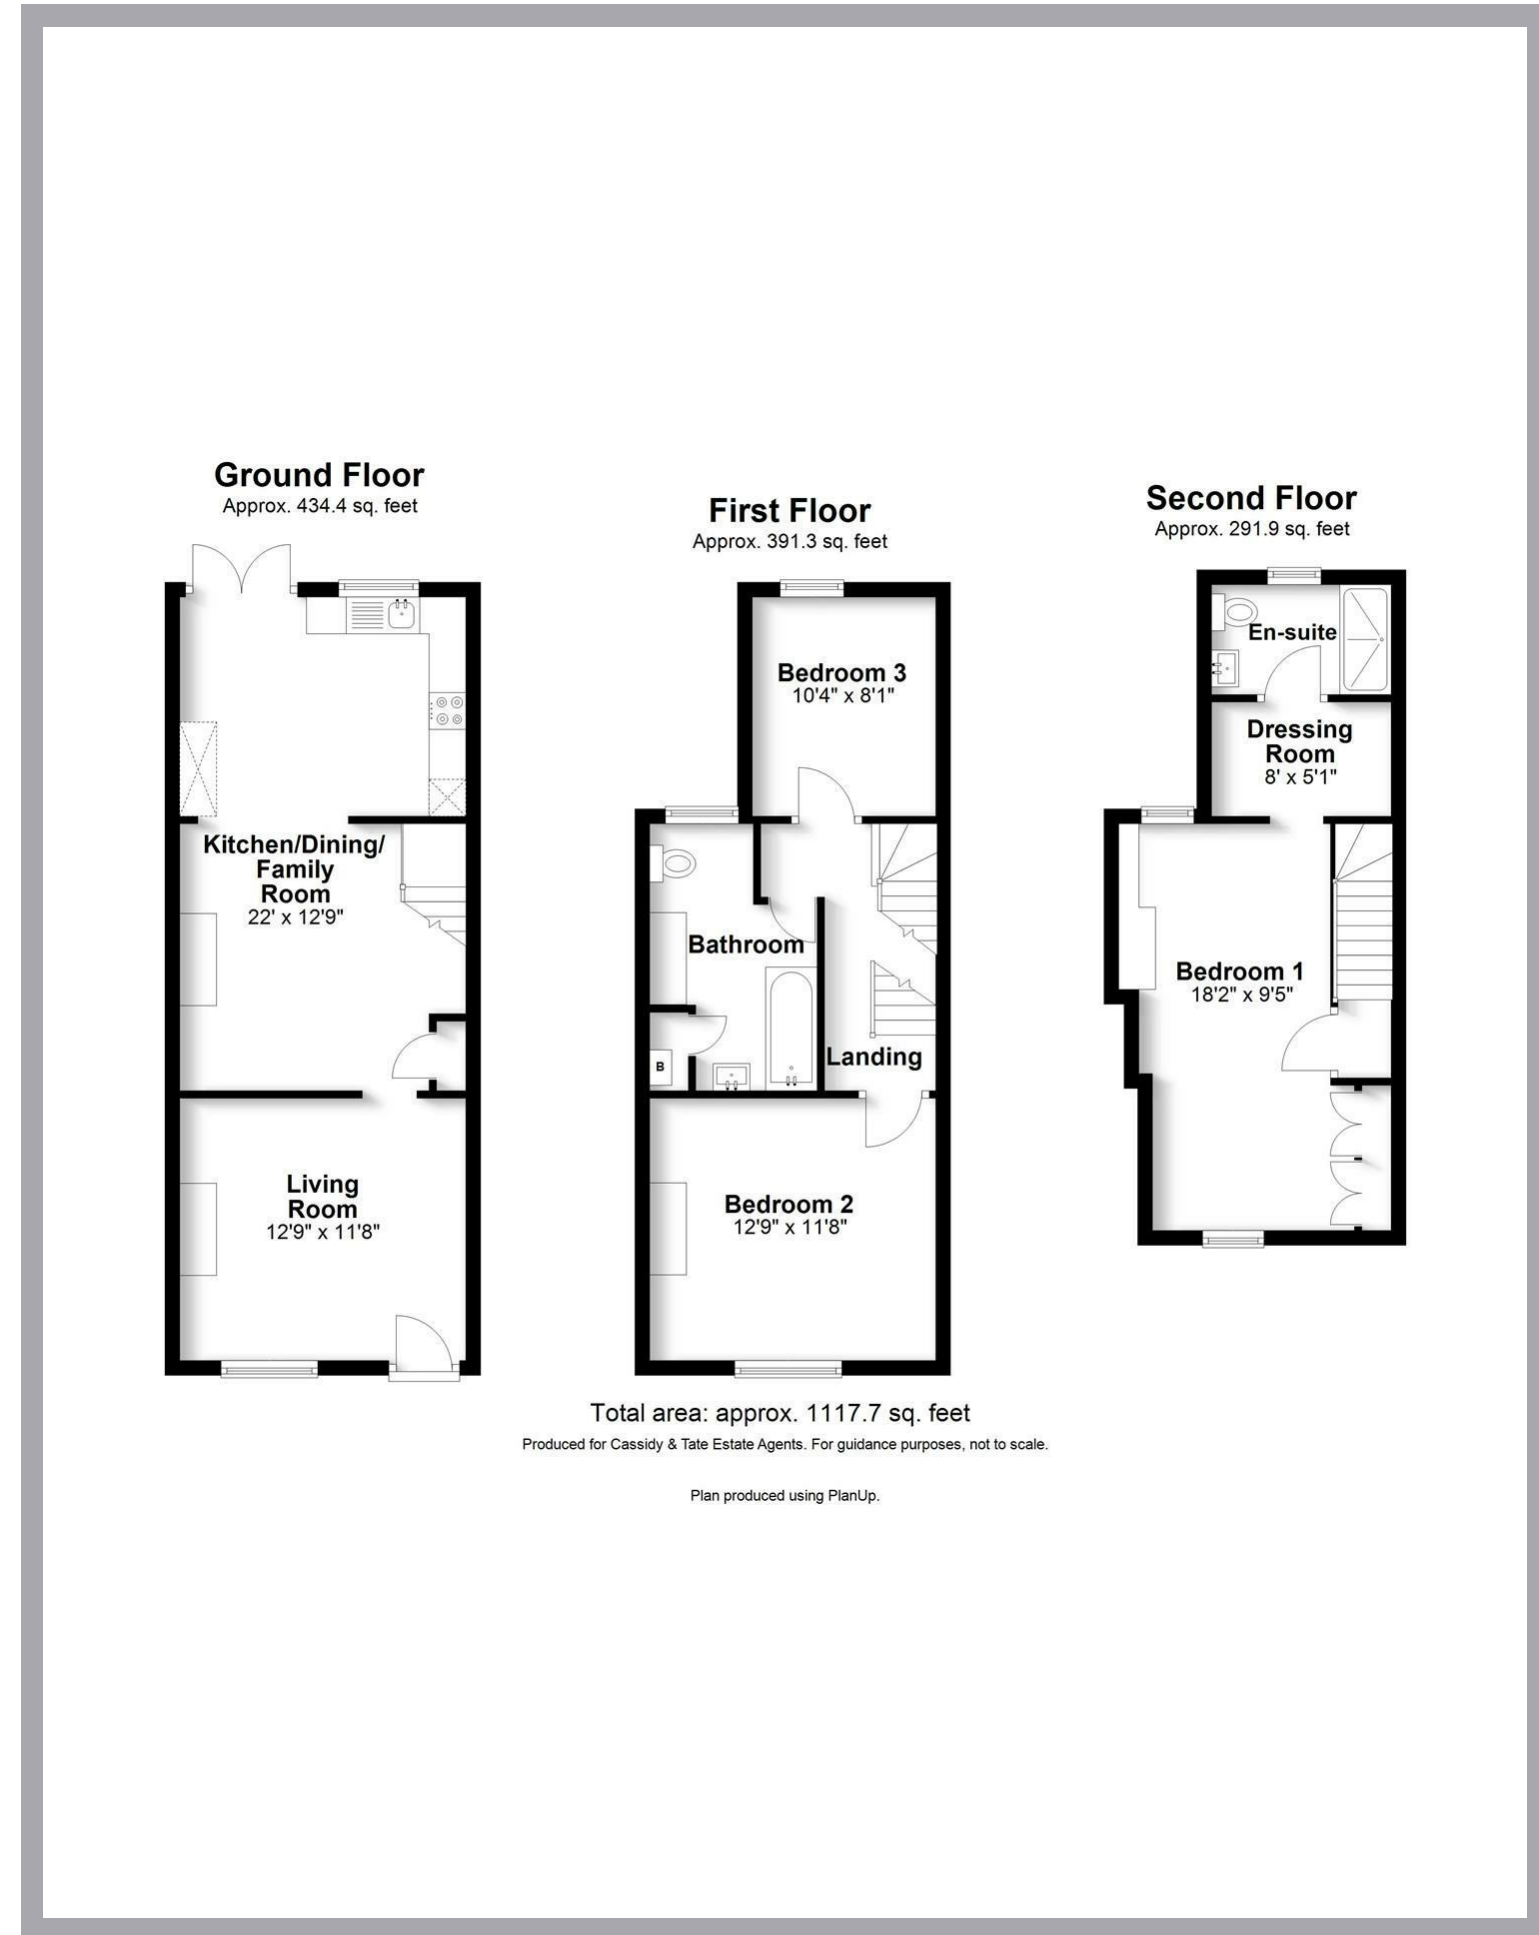 Ground Floor
Approx. 434.4 sq. feet
Kitchen/Dining/
Family
Room
22' x 12'9"
Living
Room
12'9" x 11'8"
First Floor
Approx. 391.3 sq. feet
Bedroom 3
10'4" x 8'1"
Bathroom
B
Landing
Bedroom 2
12'9" x 11'8"
Second Floor
Approx. 291.9 sq. feet
En-suite
Dressing
Room
8' x 5'1"
Bedroom 1
18'2" x 9'5"
Total area: approx. 1117.7 sq. feet
Produced for Cassidy & Tate Estate Agents. For guidance purposes, not to scale.
Plan produced using PlanUp.